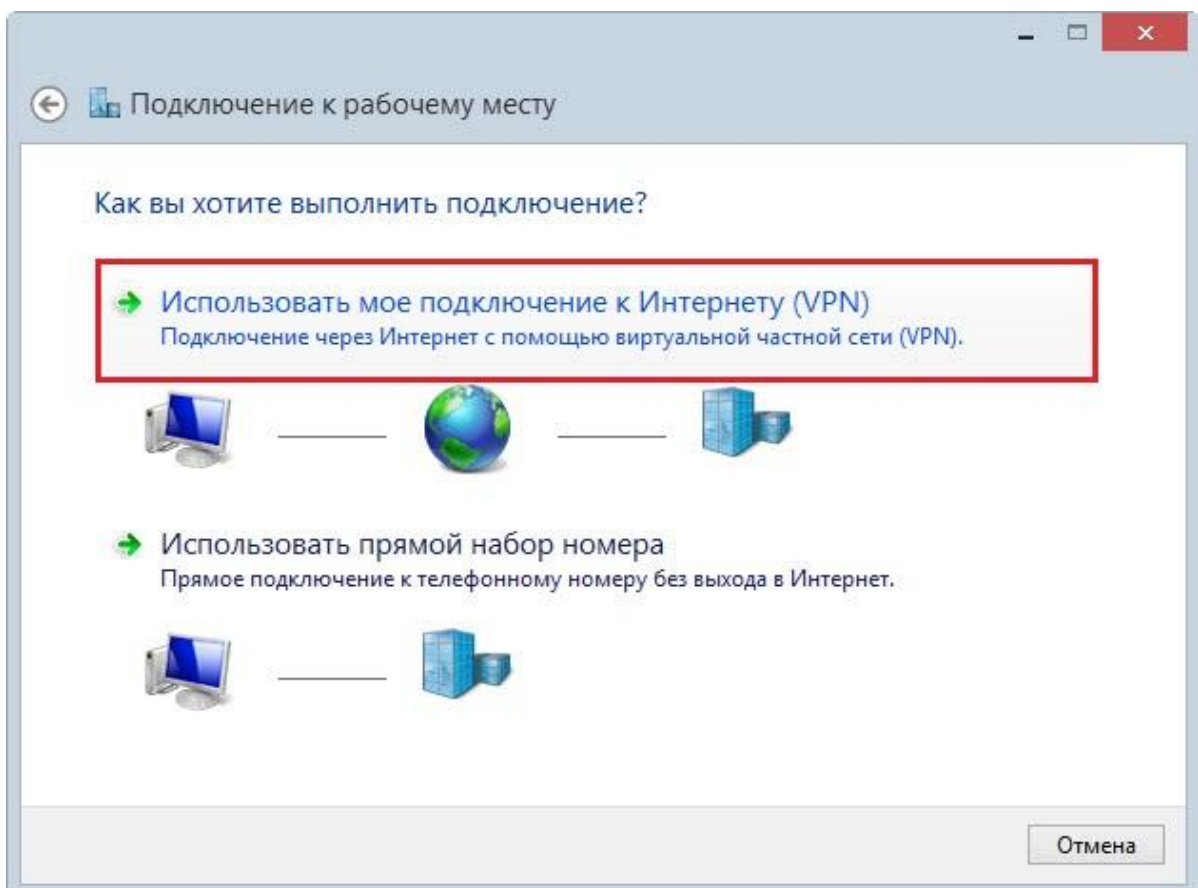 Подключение к рабочему месту
Как вы хотите выполнить подключение?
Использовать мое подключение к Интернету (VPN)
Подключение через Интернет с помощью виртуальной частной сети (VPN).
Использовать прямой набор номера
Прямое подключение к телефонному номеру без выхода в Интернет.
Отмена